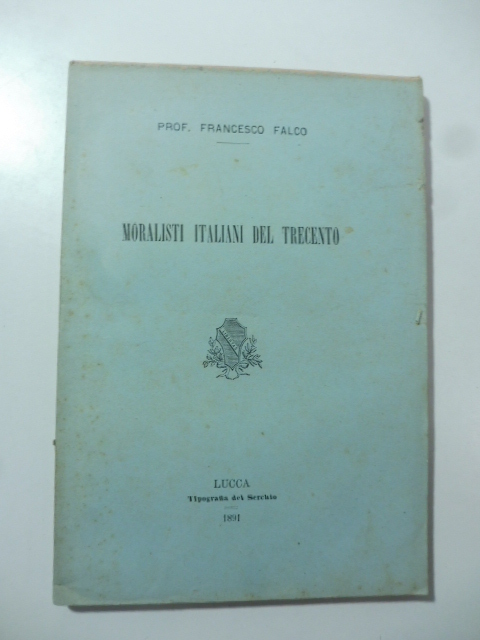 PROF. FRANCESCO FALCO
MORALISTI ITALIANI DEL TRECENTO
LUCCA
Tipografia del Serchio
1891